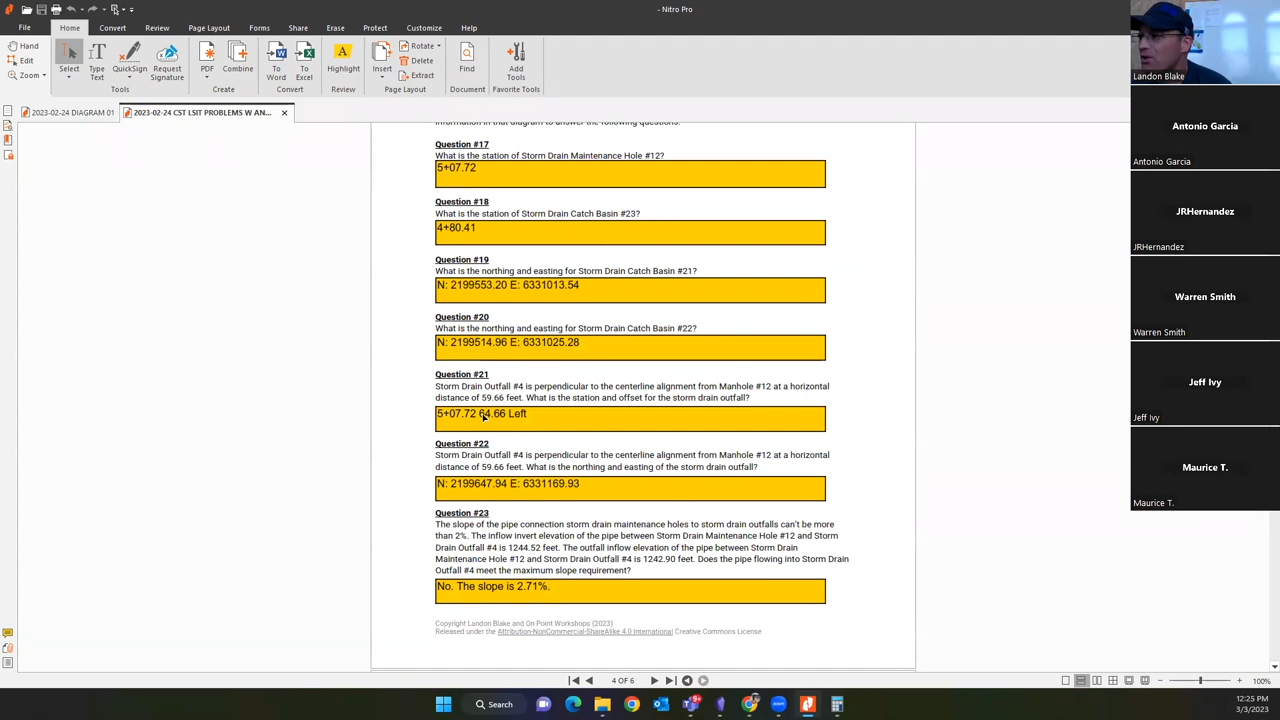 - Nitro Pro
File
Home
Convert
Review
Page Layout
Forms
Share
Erase
Protect
Customize
Help
Hand
Edit
Zoom
Select
Type Text
QuickSign
Request Signature
Tools
PDF
Combine
Create
To Word
To Excel
Convert
Highlight
Review
Insert
Rotate
Delete
Extract
Page Layout
Find
Document
Add Tools
Favorite Tools
2023-02-24 DIAGRAM 01
2023-02-24 CST LSIT PROBLEMS W AN...
information in that diagram to answer the following questions.
Question #17
What is the station of Storm Drain Maintenance Hole #12?
5+07.72
Question #18
What is the station of Storm Drain Catch Basin #23?
4+80.41
Question #19
What is the northing and easting for Storm Drain Catch Basin #21?
N: 2199553.20 E: 6331013.54
Question #20
What is the northing and easting for Storm Drain Catch Basin #22?
N: 2199514.96 E: 6331025.28
Question #21
Storm Drain Outfall #4 is perpendicular to the centerline alignment from Manhole #12 at a horizontal
distance of 59.66 feet. What is the station and offset for the storm drain outfall?
5+07.72 64.66 Left
Question #22
Storm Drain Outfall #4 is perpendicular to the centerline alignment from Manhole #12 at a horizontal
distance of 59.66 feet. What is the northing and easting of the storm drain outfall?
N: 2199647.94 E: 6331169.93
Question #23
The slope of the pipe connection storm drain maintenance holes to storm drain outfalls can't be more
than 2%. The inflow invert elevation of the pipe between Storm Drain Maintenance Hole #12 and Storm
Drain Outfall #4 is 1244.52 feet. The outfall inflow elevation of the pipe between Storm Drain
Maintenance Hole #12 and Storm Drain Outfall #4 is 1242.90 feet. Does the pipe flowing into Storm Drain
Outfall #4 meet the maximum slope requirement?
No. The slope is 2.71%.
Copyright Landon Blake and On Point Workshops (2023)
Released under the Attribution-NonCommercial-ShareAlike 4.0 International Creative Commons License
4 OF 6
100%
Search
12:25 PM
3/3/2023
Landon Blake
Antonio Garcia
Antonio Garcia
JRHernandez
JRHernandez
Warren Smith
Warren Smith
Jeff Ivy
Jeff Ivy
Maurice T.
Maurice T.